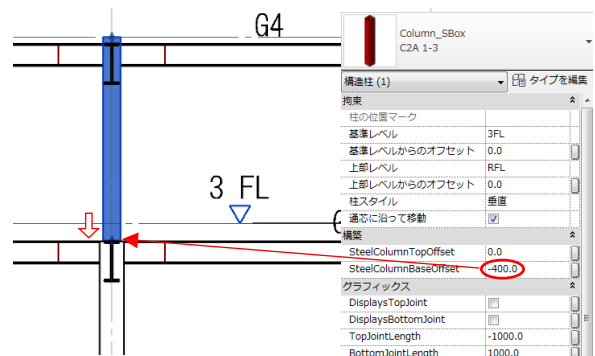 G4
3 FL
Column_SBox
C2A 1-3
構造柱 (1)
タイプを編集
拘束
柱の位置マーク
基準レベル 3FL
基準レベルからのオフセット 0.0
上部レベル RFL
上部レベルからのオフセット 0.0
柱スタイル 垂直
通芯に沿って移動
構築
SteelColumnTopOffset 0.0
SteelColumnBaseOffset -400.0
グラフィックス
DisplaysTopJoint
DisplaysBottomJoint
TopJointLength -1000.0
BottomJointLength 1000.0